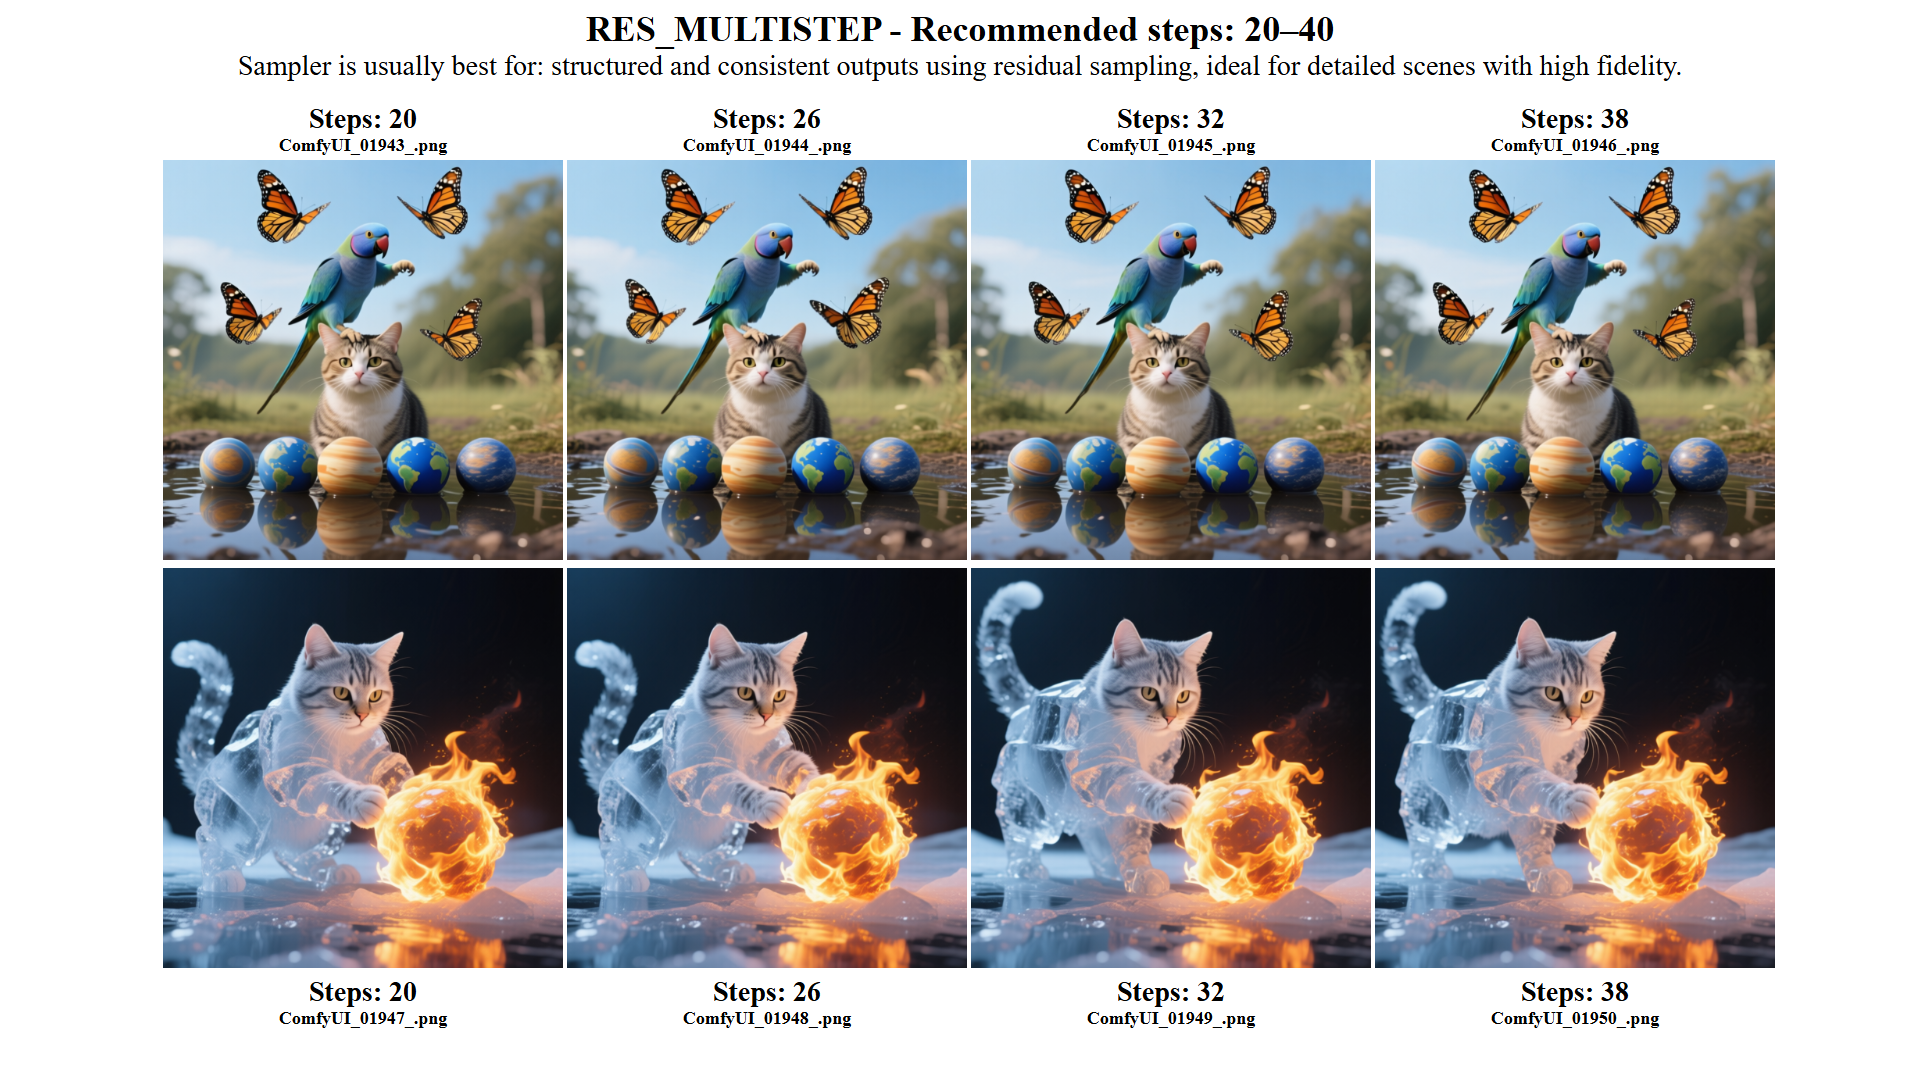 RES_MULTISTEP - Recommended steps: 20–40
Sampler is usually best for: structured and consistent outputs using residual sampling, ideal for detailed scenes with high fidelity.
Steps: 20
ComfyUI_01943_.png
Steps: 26
ComfyUI_01944_.png
Steps: 32
ComfyUI_01945_.png
Steps: 38
ComfyUI_01946_.png
Steps: 20
ComfyUI_01947_.png
Steps: 26
ComfyUI_01948_.png
Steps: 32
ComfyUI_01949_.png
Steps: 38
ComfyUI_01950_.png